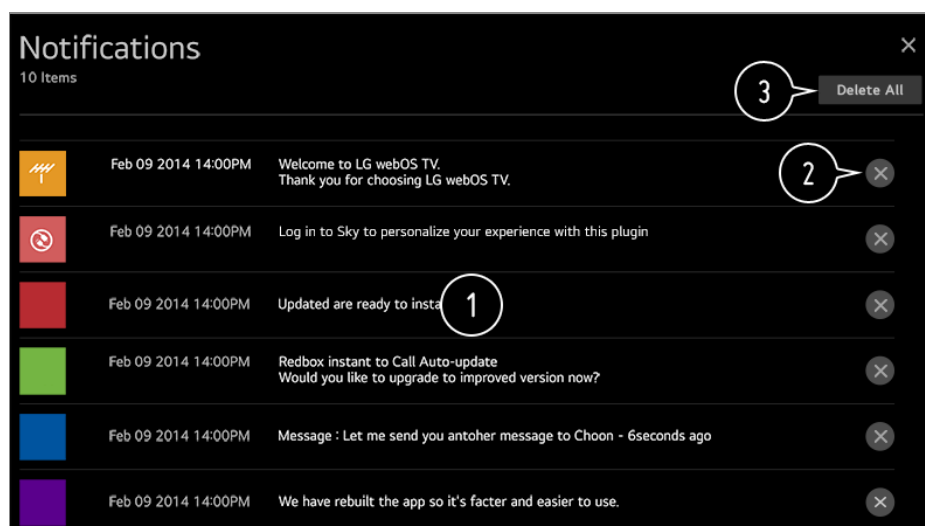 Notifications
10 Items
3
Delete All
Feb 09 2014 14:00PM
Welcome to LG webOS TV.
Thank you for choosing LG webOS TV.
2
Feb 09 2014 14:00PM
Log in to Sky to personalize your experience with this plugin
Feb 09 2014 14:00PM
Updated are ready to insta
1
Feb 09 2014 14:00PM
Redbox instant to Call Auto-update
Would you like to upgrade to improved version now?
Feb 09 2014 14:00PM
Message : Let me send you antoher message to Choon - 6seconds ago
Feb 09 2014 14:00PM
We have rebuilt the app so it's facter and easier to use.